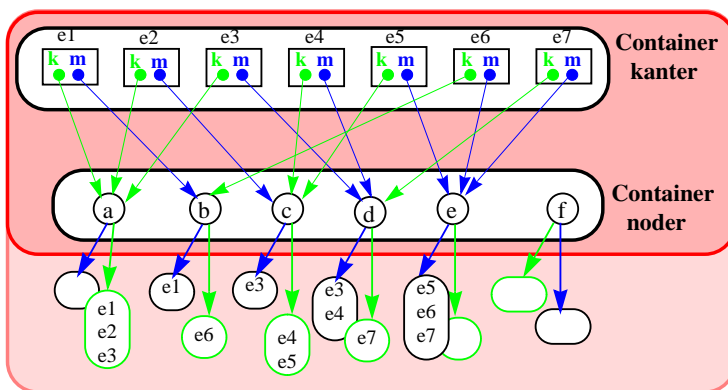 e1 e2 e3 e4 e5 e6 e7
k m k m k m k m k m k m k m
Container
kanter
a b c d e f
Container
noder
e1
e2
e3
e1
e6
e3
e4
e5
e3
e4
e7
e5
e6
e7